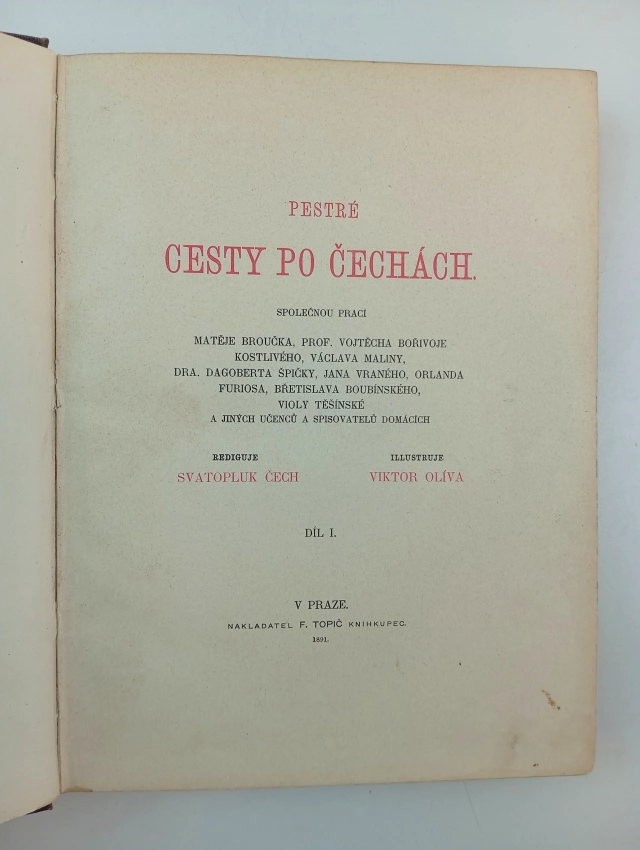 PESTRÉ
CESTY PO ČECHÁCH.
SPOLEČNOU PRACÍ
MATĚJE BROUČKA, PROF. VOJTĚCHA BOŘIVOJE
KOSTLIVÉHO, VÁCLAVA MALINY,
DRA. DAGOBERTA ŠPIČKY, JANA VRANÉHO, ORLANDA
FURIOSA, BŘETISLAVA BOUBÍNSKÉHO,
VIOLY TĚŠÍNSKÉ
A JINÝCH UČENCŮ A SPISOVATELŮ DOMÁCÍCH
REDIGUJE
SVATOPLUK ČECH
ILLUSTRUJE
VIKTOR OLÍVA
DÍL I.
V PRAZE.
NAKLADATEL F. TOPIČ KNIHKUPEC.
1891.